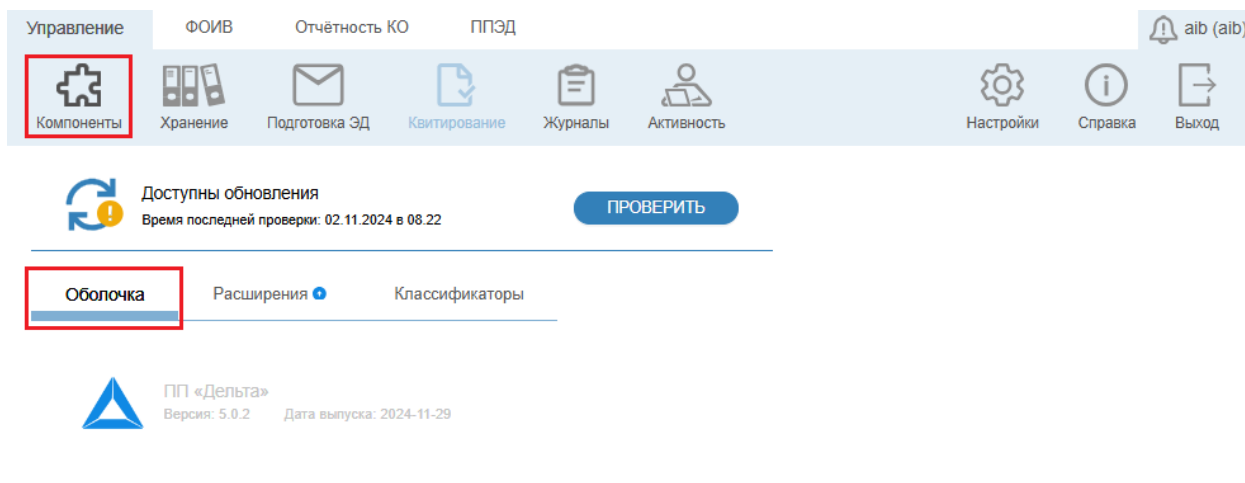 Управление ФОИВ Отчётность КО ППЭД aib (aib)
Компоненты Хранение Подготовка ЭД Квитирование Журналы Активность Настройки Справка Выход
Доступны обновления
Время последней проверки: 02.11.2024 в 08.22
ПРОВЕРИТЬ
Оболочка Расширения Классификаторы
ПП «Дельта»
Версия: 5.0.2 Дата выпуска: 2024-11-29